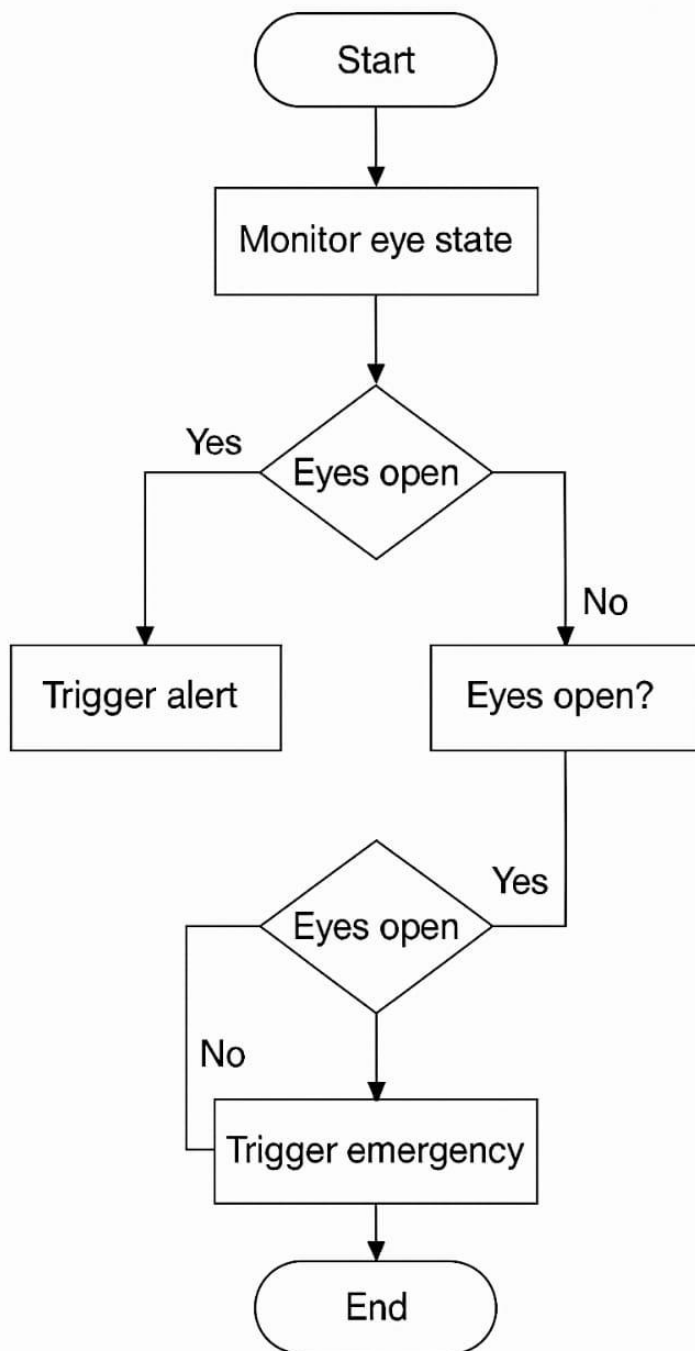 Start
Monitor eye state
Eyes open
Yes
No
Trigger alert
Eyes open?
Yes
Eyes open
No
Trigger emergency
End